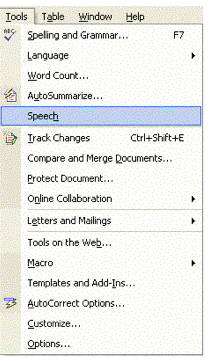 Tools Table Window Help
ABC Spelling and Grammar... F7
Language
Word Count...
AutoSummarize...
Speech
Track Changes Ctrl+Shift+E
Compare and Merge Documents...
Protect Document...
Online Collaboration
Letters and Mailings
Tools on the Web...
Macro
Templates and Add-Ins...
AutoCorrect Options...
Customize...
Options...